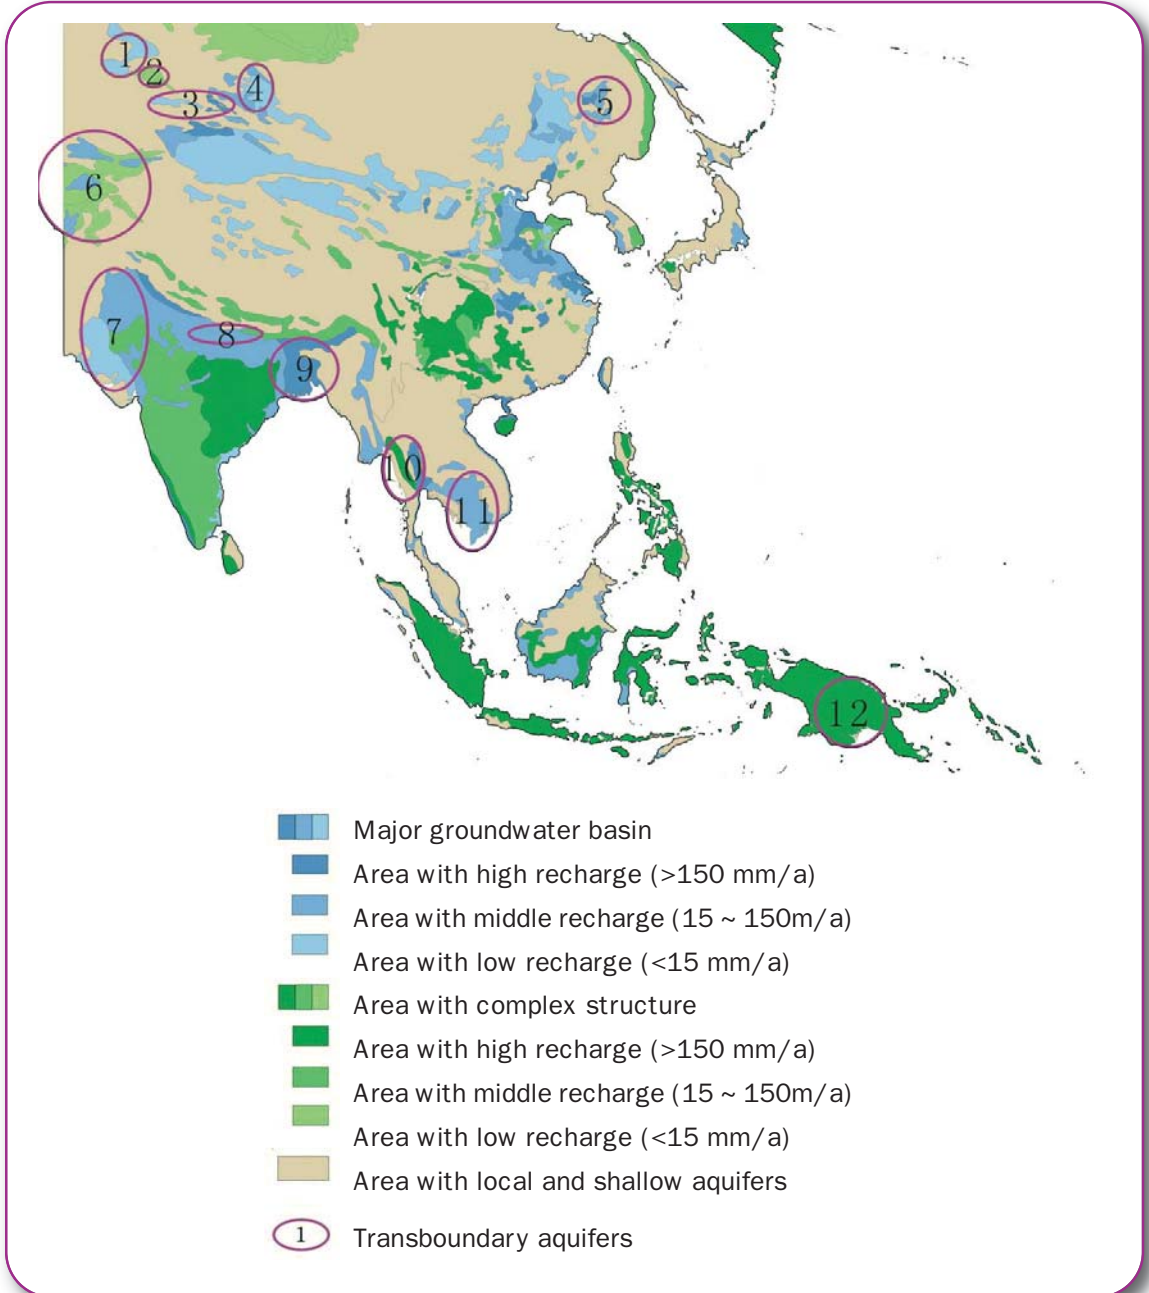 1
2
3
4
5
6
7
8
9
10
11
12
Major groundwater basin
Area with high recharge (>150 mm/a)
Area with middle recharge (15 ~ 150m/a)
Area with low recharge (<15 mm/a)
Area with complex structure
Area with high recharge (>150 mm/a)
Area with middle recharge (15 ~ 150m/a)
Area with low recharge (<15 mm/a)
Area with local and shallow aquifers
1 Transboundary aquifers